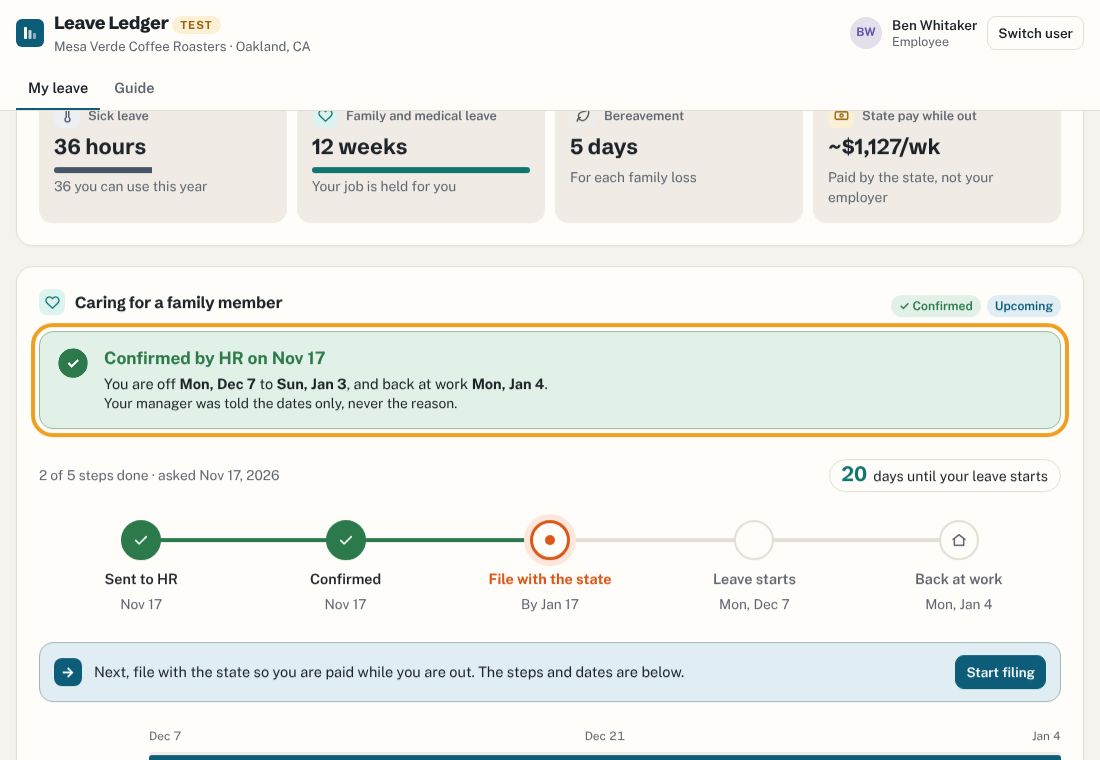 Leave Ledger TEST
Mesa Verde Coffee Roasters · Oakland, CA
BW
Ben Whitaker
Employee
Switch user
My leave
Guide
Sick leave
36 hours
36 you can use this year
Family and medical leave
12 weeks
Your job is held for you
Bereavement
5 days
For each family loss
State pay while out
~$1,127/wk
Paid by the state, not your
employer
Caring for a family member
Confirmed
Upcoming
Confirmed by HR on Nov 17
You are off Mon, Dec 7 to Sun, Jan 3, and back at work Mon, Jan 4.
Your manager was told the dates only, never the reason.
2 of 5 steps done · asked Nov 17, 2026
20 days until your leave starts
Sent to HR
Nov 17
Confirmed
Nov 17
File with the state
By Jan 17
Leave starts
Mon, Dec 7
Back at work
Mon, Jan 4
Next, file with the state so you are paid while you are out. The steps and dates are below.
Start filing
Dec 7
Dec 21
Jan 4